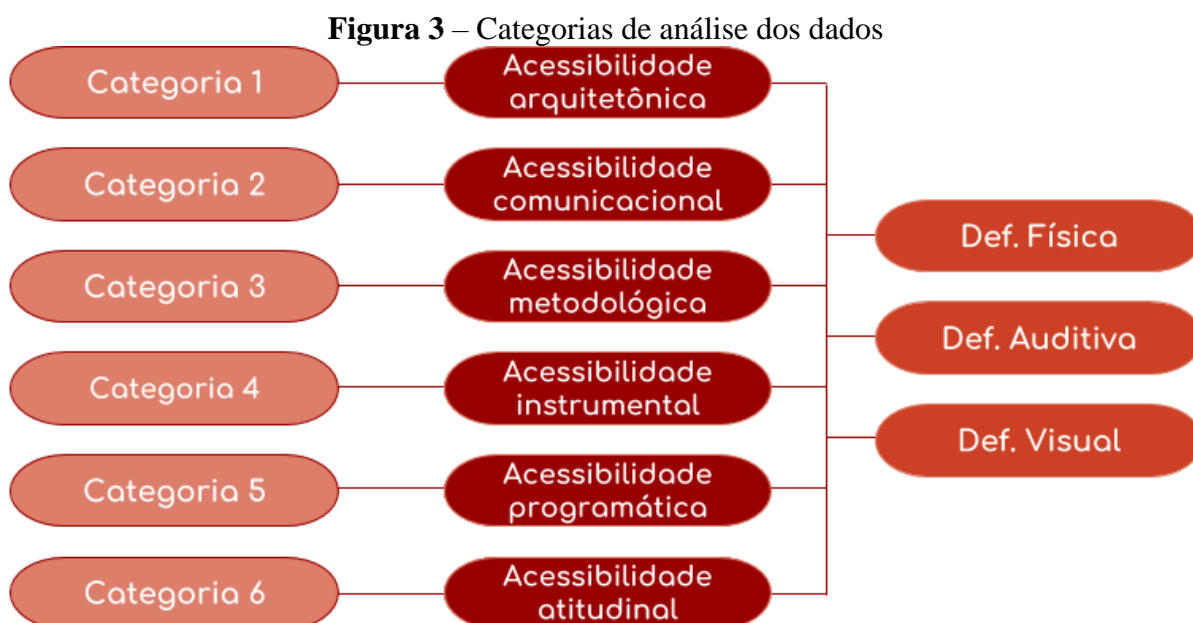 Figura 3 – Categorias de análise dos dados
Categoria 1
Acessibilidade
arquitetônica
Categoria 2
Acessibilidade
comunicacional
Categoria 3
Acessibilidade
metodológica
Categoria 4
Acessibilidade
instrumental
Categoria 5
Acessibilidade
programática
Categoria 6
Acessibilidade
atitudinal
Def. Física
Def. Auditiva
Def. Visual